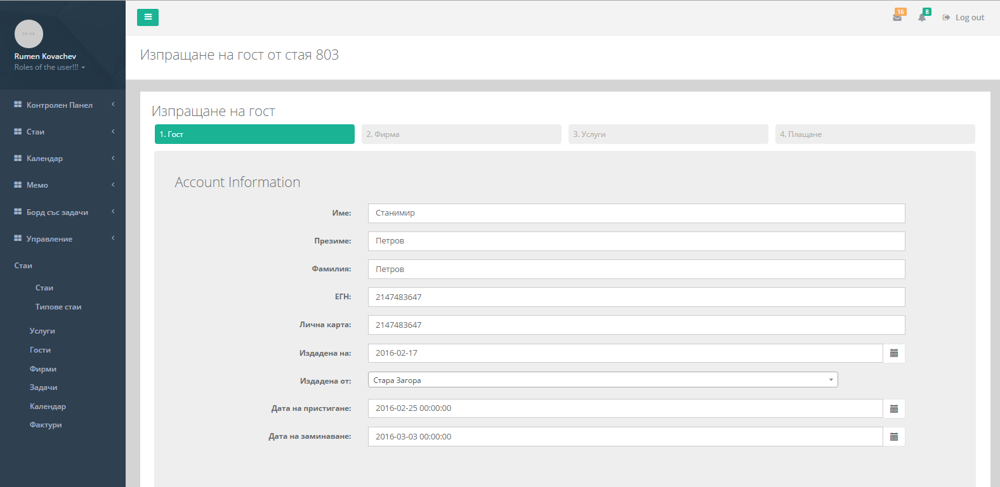 Rumen Kovachev
Roles of the user!!!
Контролен Панел
Стаи
Календар
Мемо
Борд със задачи
Управление
Стаи
Стаи
Типове стаи
Услуги
Гости
Фирми
Задачи
Календар
Фактури
16
8
Log out
Изпращане на гост от стая 803
Изпращане на гост
1. Гост
2. Фирма
3. Услуги
4. Плащане
Account Information
Име: Станимир
Презиме: Петров
Фамилия: Петров
ЕГН: 2147483647
Лична карта: 2147483647
Издадена на: 2016-02-17
Издадена от: Стара Загора
Дата на пристигане: 2016-02-25 00:00:00
Дата на заминаване: 2016-03-03 00:00:00